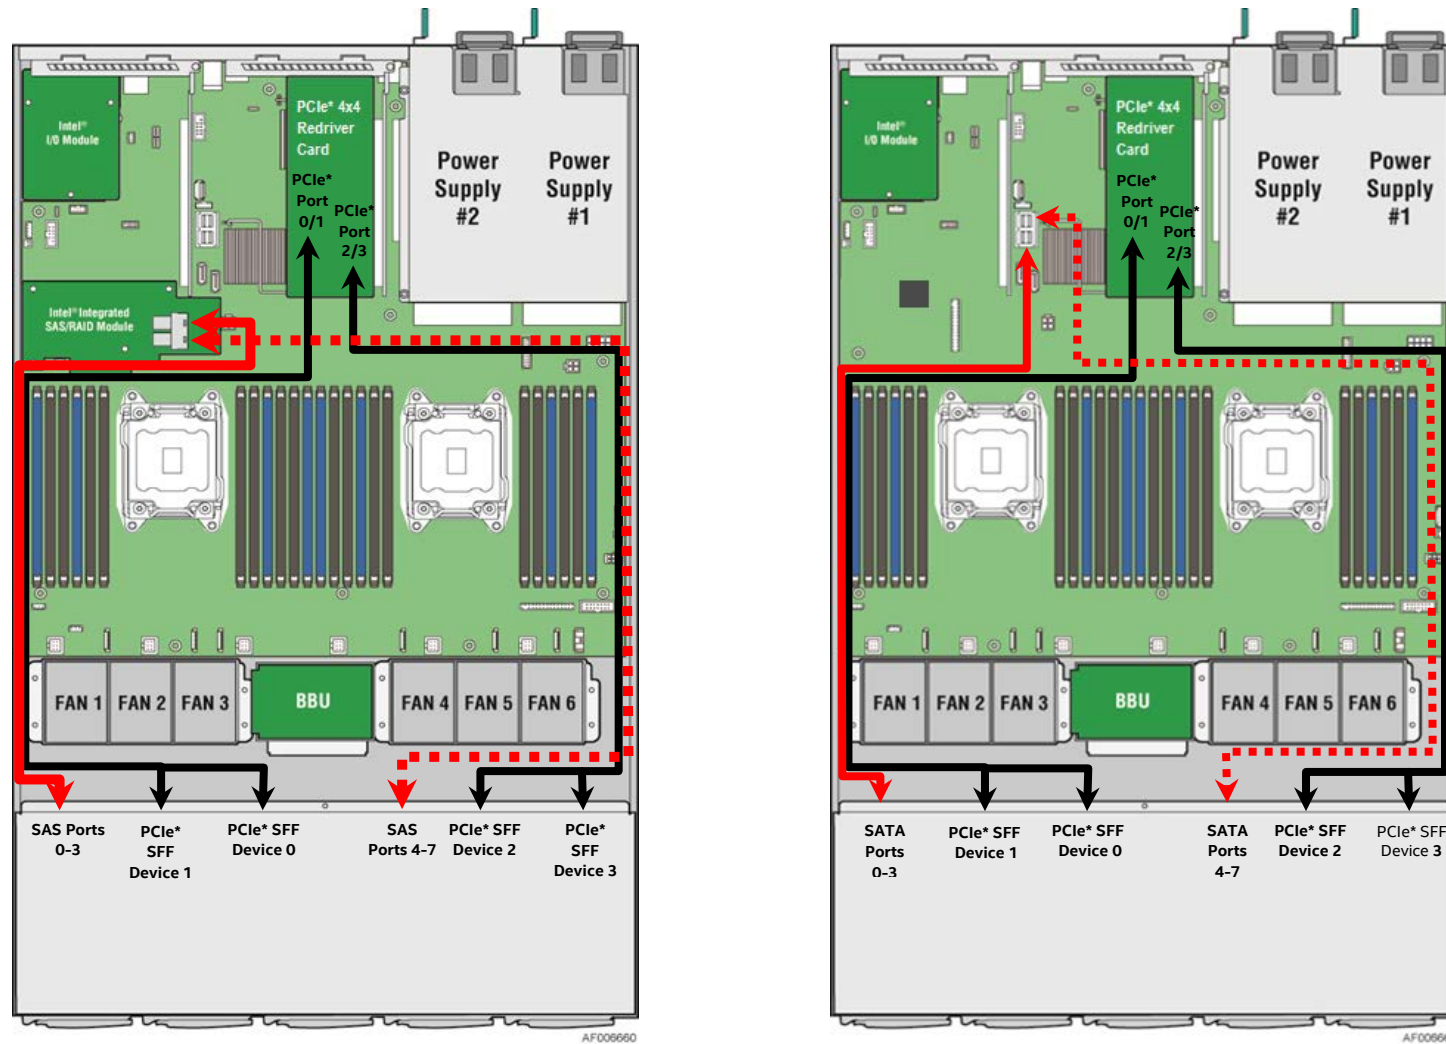 Intel®
I/O Module
PCIe* 4x4
Redriver
Card
PCIe*
Port
0/1
PCIe*
Port
2/3
Power
Supply
#2
Power
Supply
#1
Intel® Integrated
SAS/RAID Module
FAN 1
FAN 2
FAN 3
BBU
FAN 4
FAN 5
FAN 6
SAS Ports
0-3
PCIe*
SFF
Device 1
PCIe* SFF
Device 0
SAS
Ports 4-7
PCIe* SFF
Device 2
PCIe*
SFF
Device 3
AF006660
Intel®
I/O Module
PCIe* 4x4
Redriver
Card
PCIe*
Port
0/1
PCIe*
Port
2/3
Power
Supply
#2
Power
Supply
#1
FAN 1
FAN 2
FAN 3
BBU
FAN 4
FAN 5
FAN 6
SATA
Ports
0-3
PCIe* SFF
Device 1
PCIe* SFF
Device 0
SATA
Ports
4-7
PCIe* SFF
Device 2
PCIe* SFF
Device 3